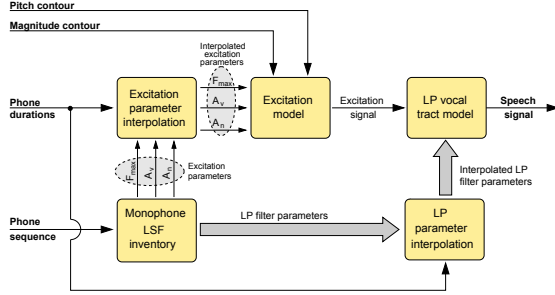 Pitch contour
Magnitude contour
Interpolated
excitation
parameters
Phone
durations
Excitation
parameter
interpolation
Fmax
Av
An
Excitation
model
Excitation
signal
LP vocal
tract model
Speech
signal
Fmax
Av
An
Excitation
parameters
Interpolated LP
filter parameters
Phone
sequence
Monophone
LSF
inventory
LP filter parameters
LP
parameter
interpolation